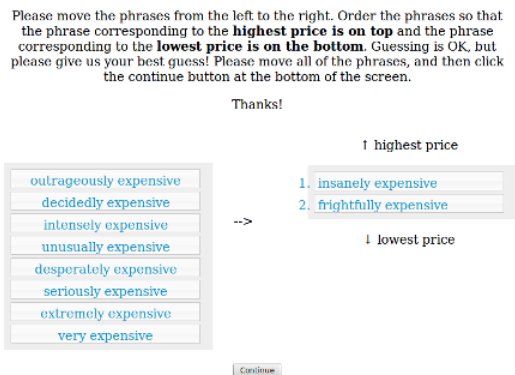 Please move the phrases from the left to the right. Order the phrases so that
the phrase corresponding to the highest price is on top and the phrase
corresponding to the lowest price is on the bottom. Guessing is OK, but
please give us your best guess! Please move all of the phrases, and then click
the continue button at the bottom of the screen.
Thanks!
↑ highest price
outrageously expensive
decidedly expensive
intensely expensive
unusually expensive
desperately expensive
seriously expensive
extremely expensive
very expensive
-->
1. insanely expensive
2. frightfully expensive
↓ lowest price
Continue